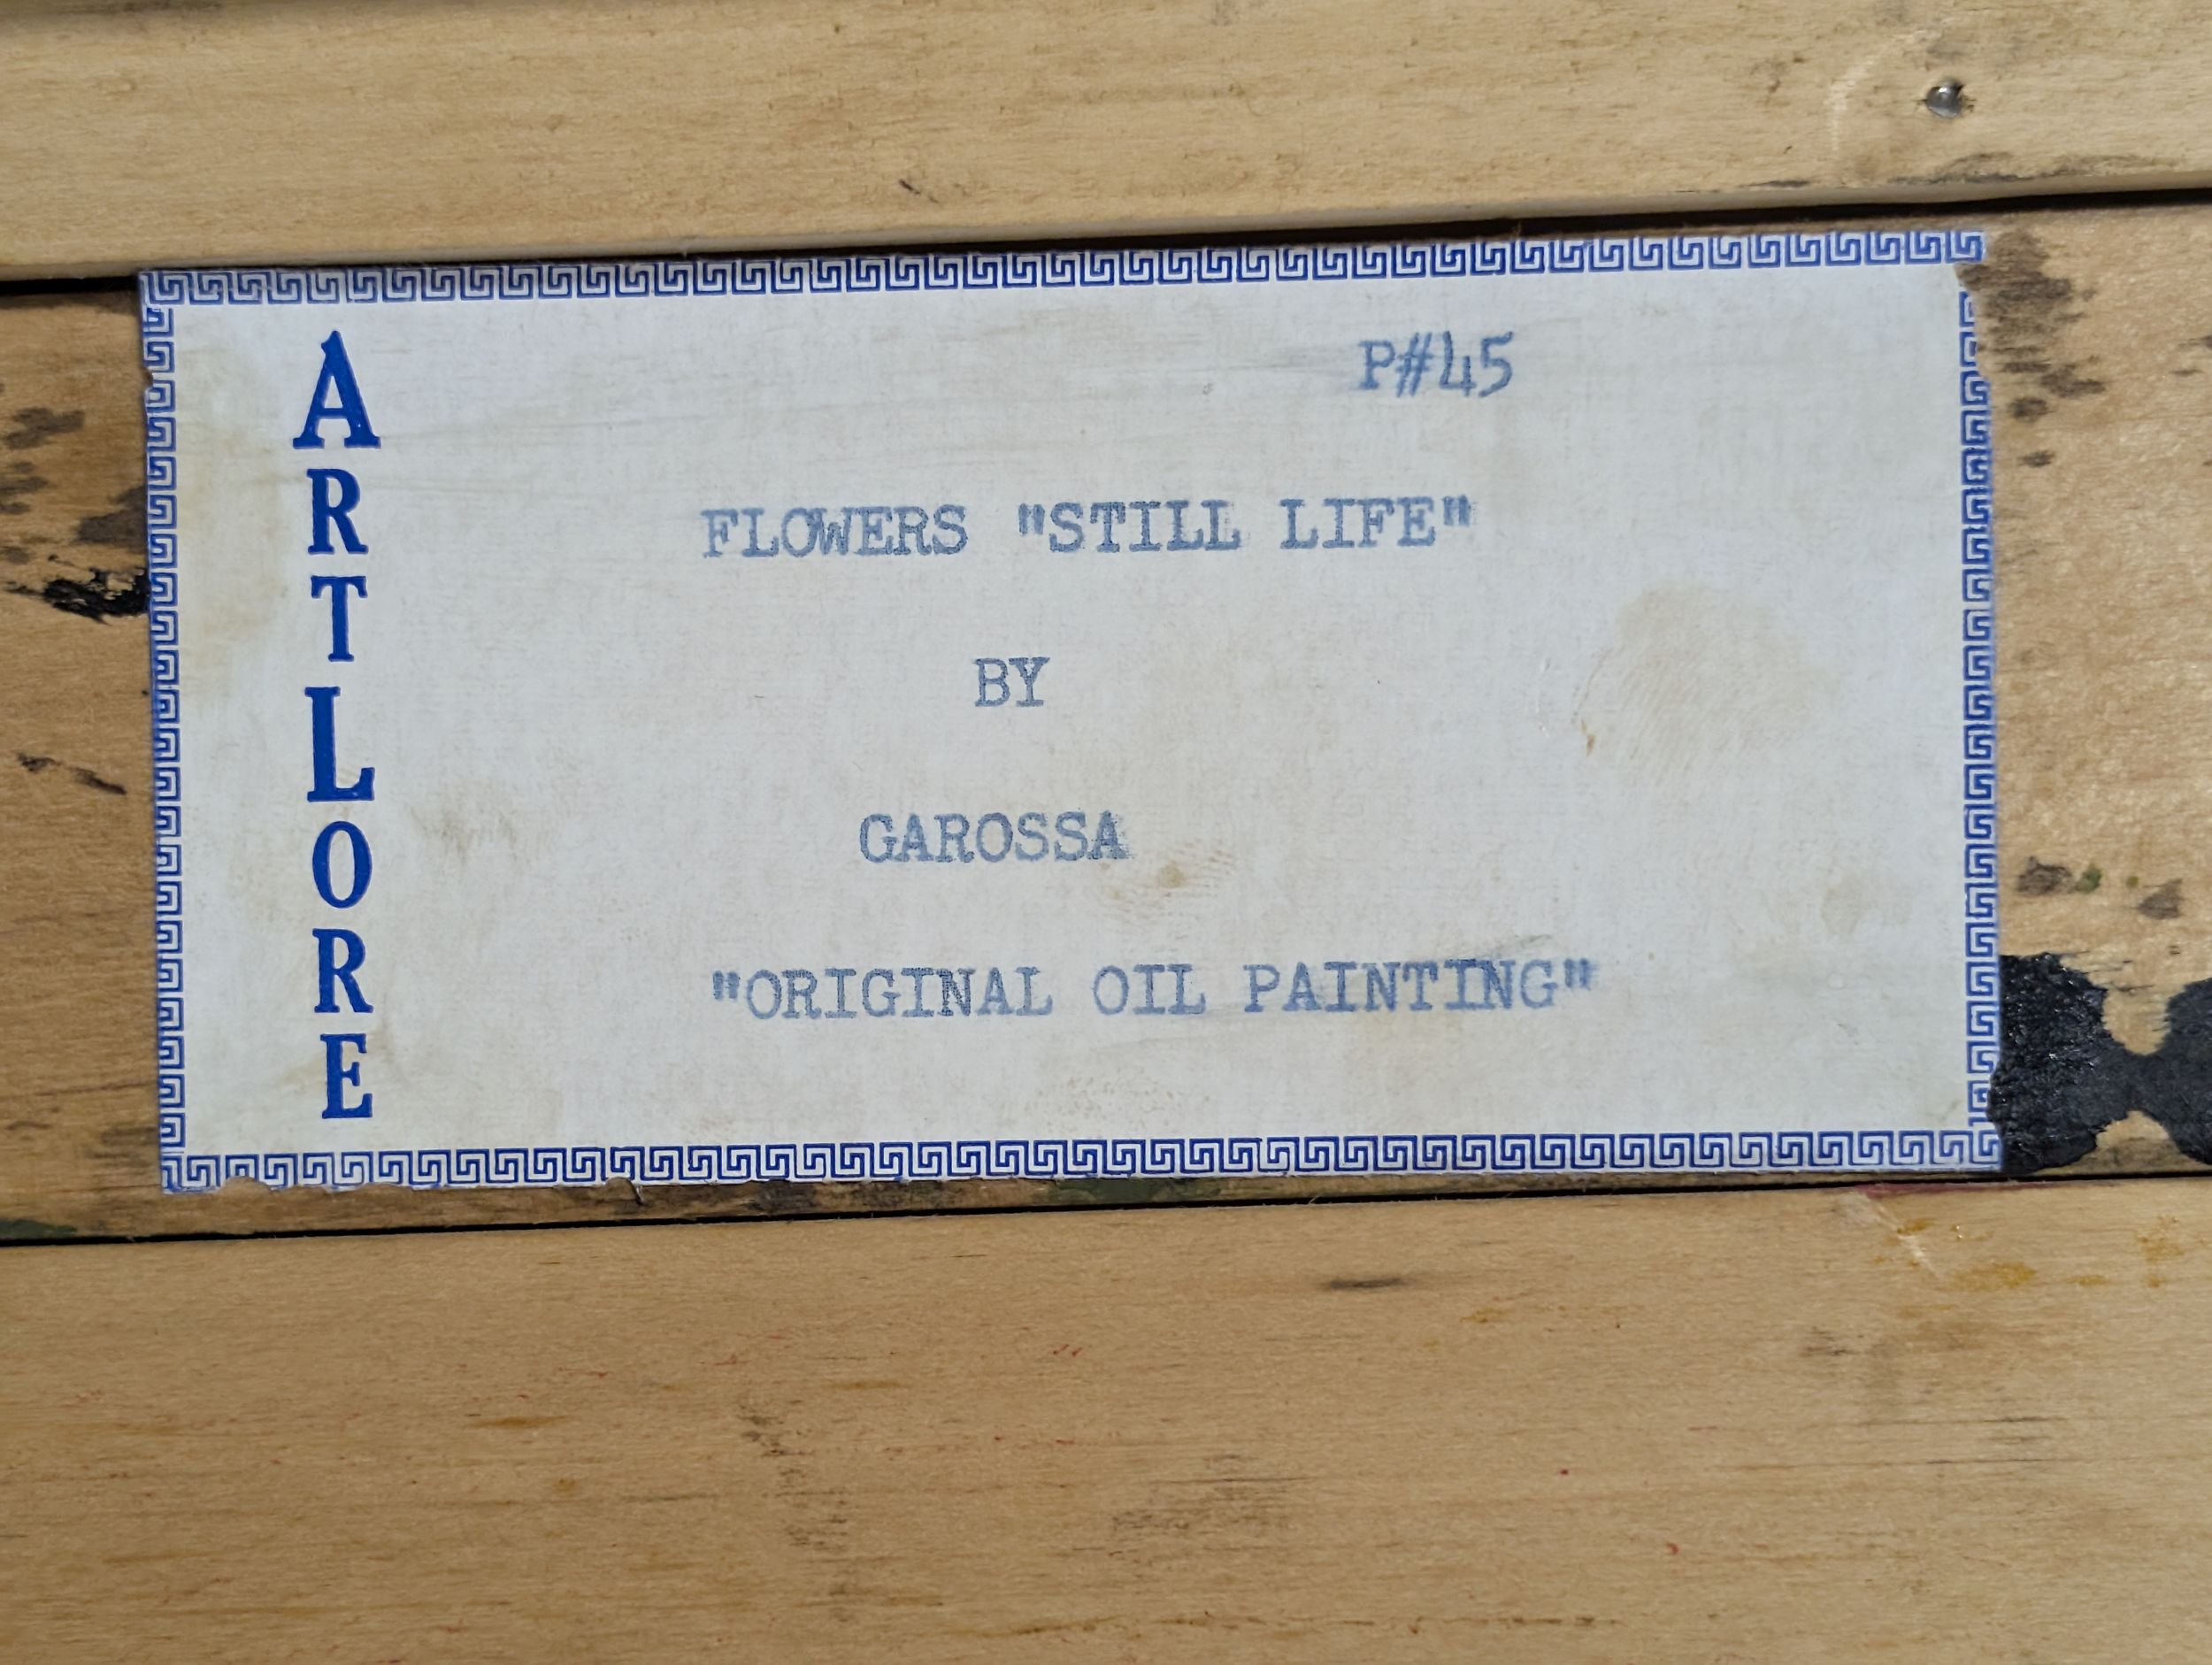 ARTLORE
P#45
FLOWERS "STILL LIFE"
BY
GAROSSA
"ORIGINAL OIL PAINTING"